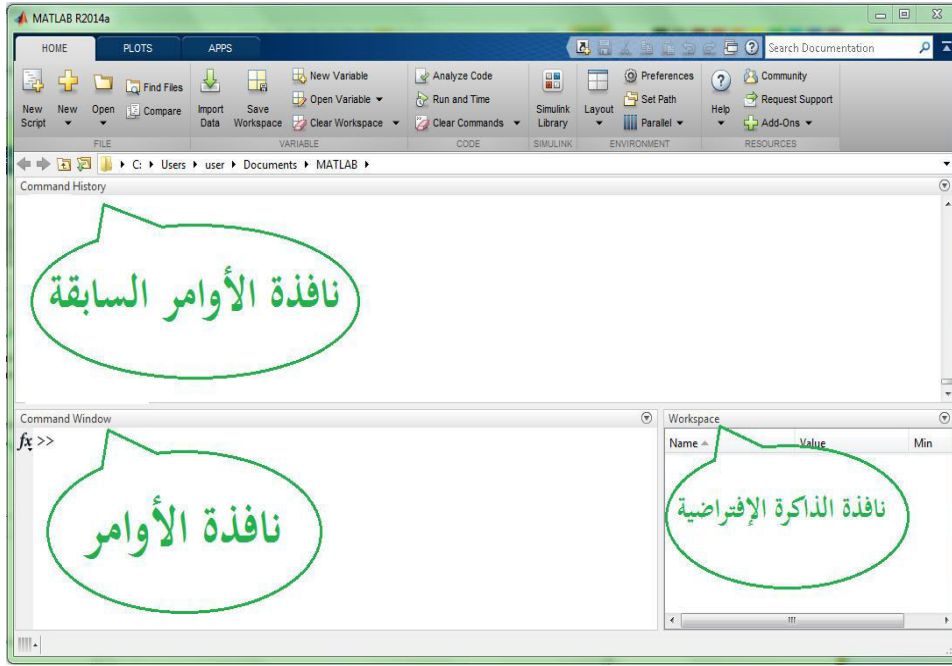 MATLAB R2014a
HOME PLOTS APPS Search Documentation
New Script New Open Find Files Compare Import Data Save Workspace New Variable Open Variable Clear Workspace Analyze Code Run and Time Clear Commands Simulink Library Layout Preferences Set Path Parallel Help Community Request Support Add-Ons
FILE VARIABLE CODE SIMULINK ENVIRONMENT RESOURCES
C: Users user Documents MATLAB
Command History
نافذة الأوامر السابقة
Command Window
fx >>
نافذة الأوامر
Workspace
Name Value Min
نافذة الذاكرة الإفتراضية